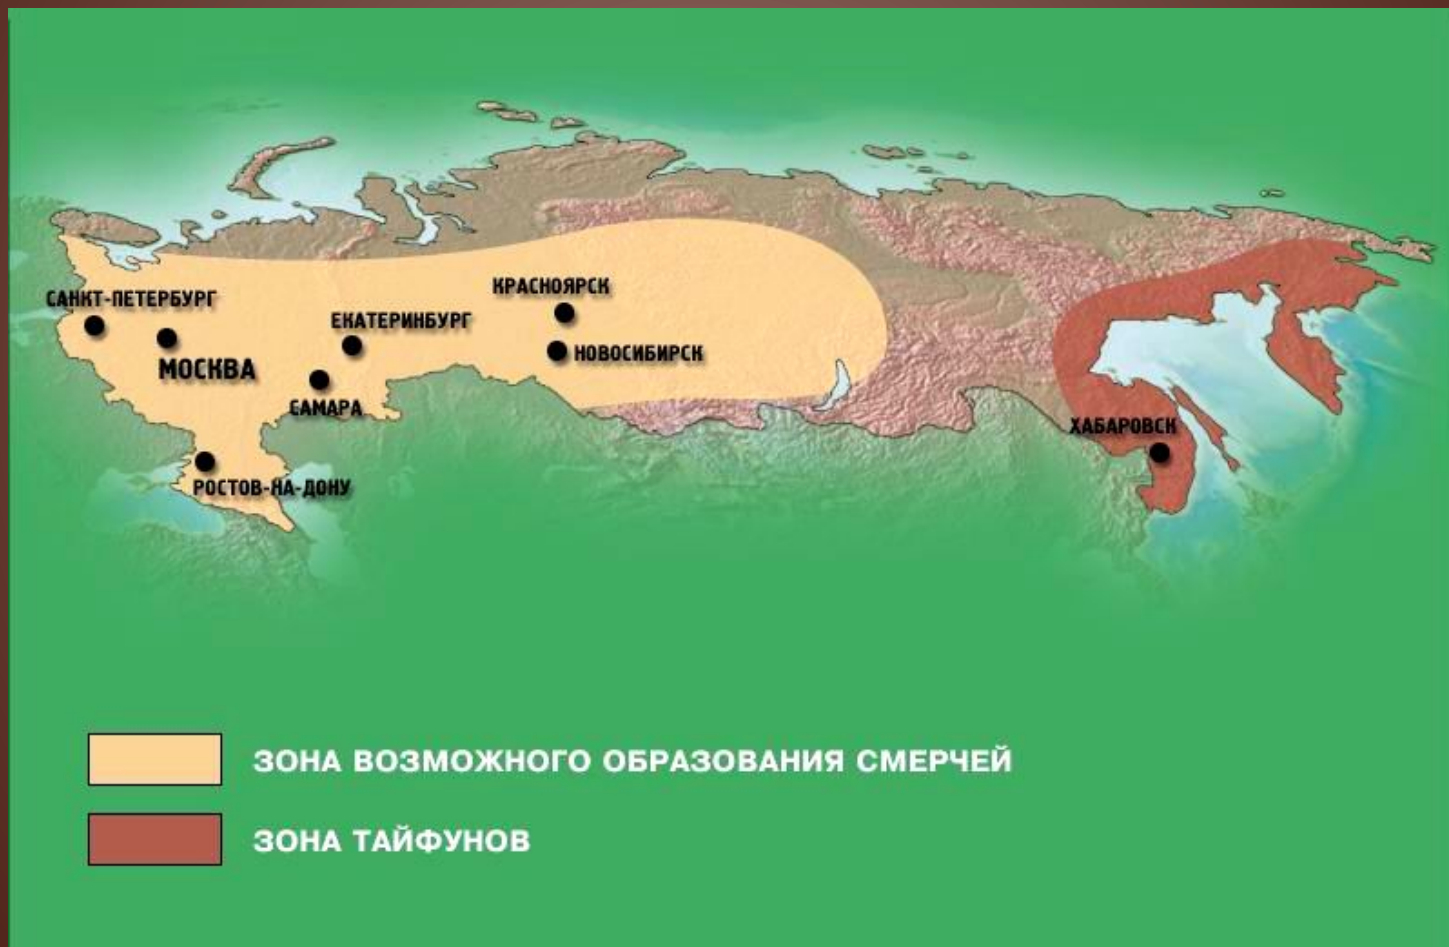 САНКТ-ПЕТЕРБУРГ
МОСКВА
ЕКАТЕРИНБУРГ
САМАРА
РОСТОВ-НА-ДОНУ
КРАСНОЯРСК
НОВОСИБИРСК
ХАБАРОВСК
ЗОНА ВОЗМОЖНОГО ОБРАЗОВАНИЯ СМЕРЧЕЙ
ЗОНА ТАЙФУНОВ